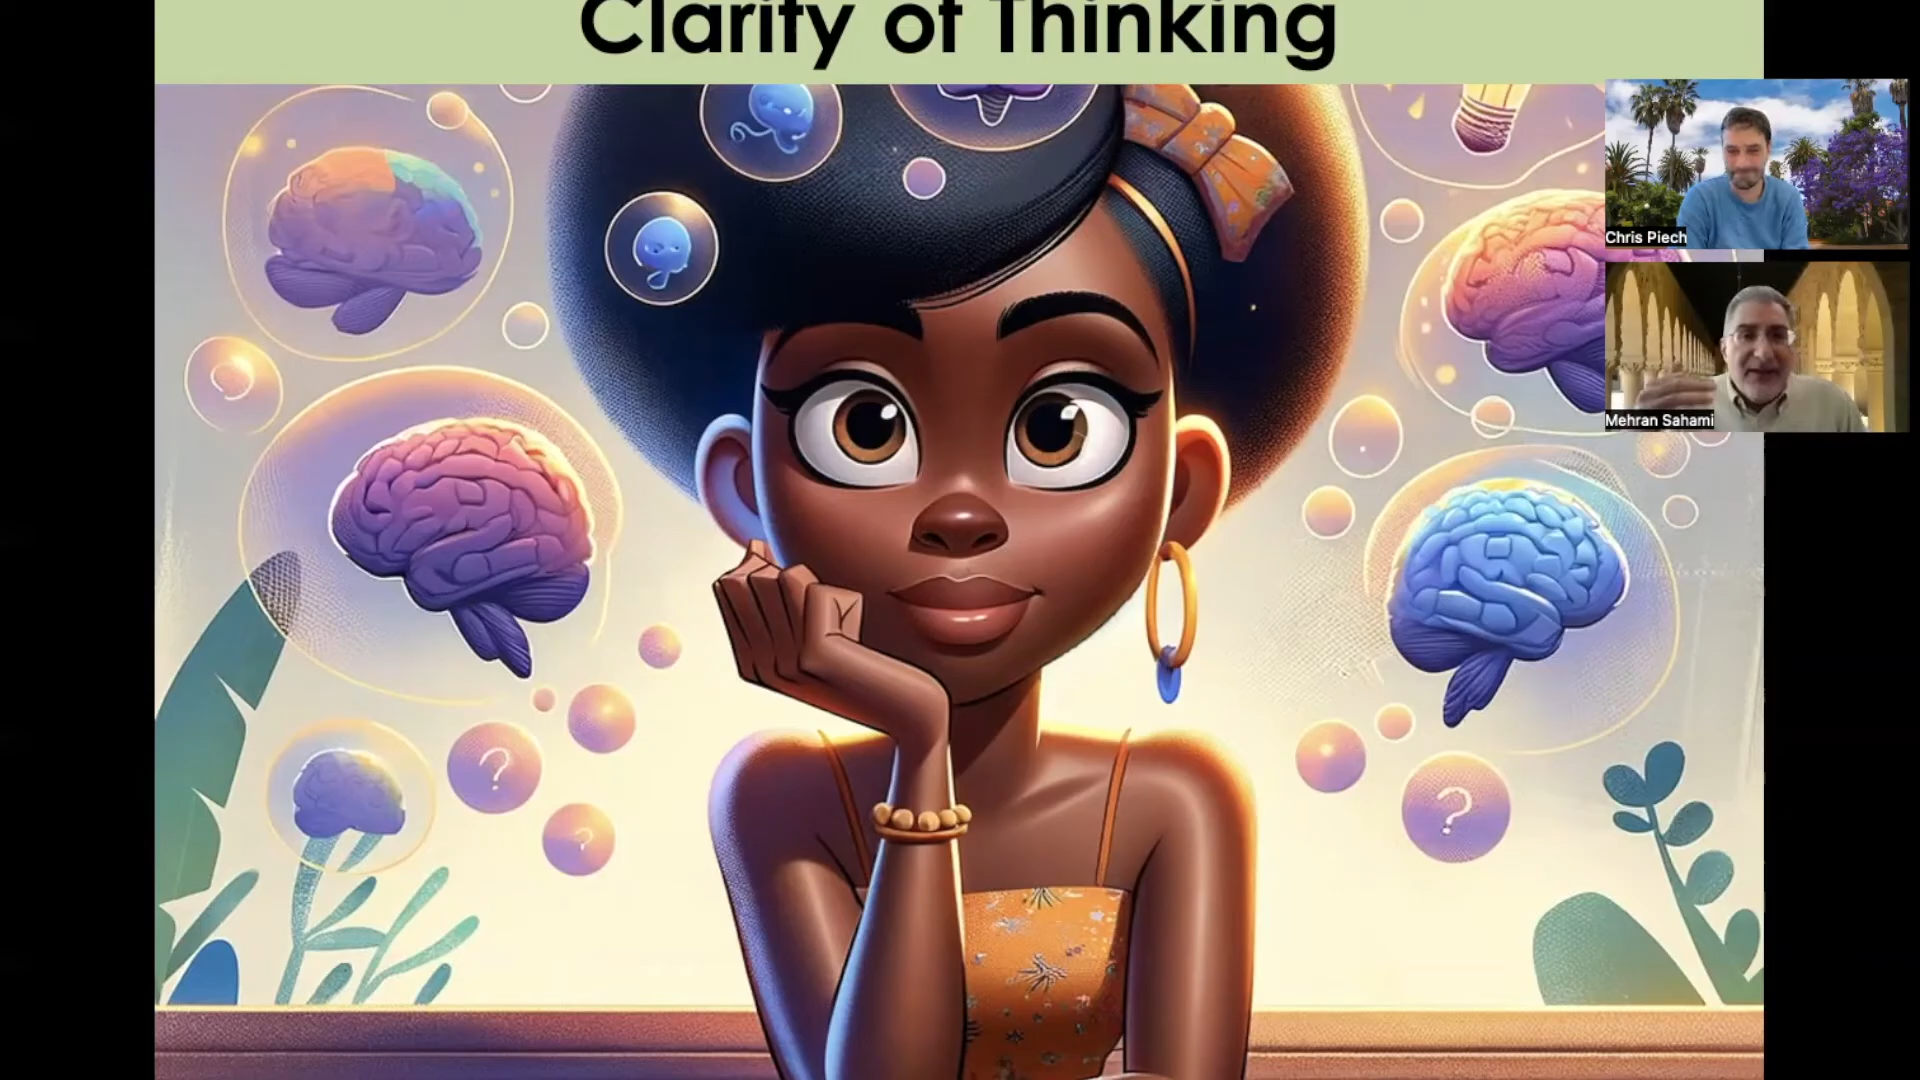 Clarity of Thinking
Chris Piech
Mehran Sahami
?
?
?